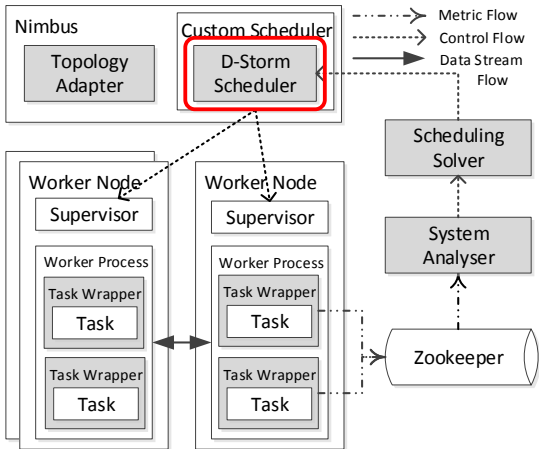 Nimbus
Custom Scheduler
Topology
Adapter
D-Storm
Scheduler
Metric Flow
Control Flow
Data Stream
Flow
Scheduling
Solver
System
Analyser
Zookeeper
Worker Node
Supervisor
Worker Process
Task Wrapper
Task
Task Wrapper
Task
Worker Node
Supervisor
Worker Process
Task Wrapper
Task
Task Wrapper
Task